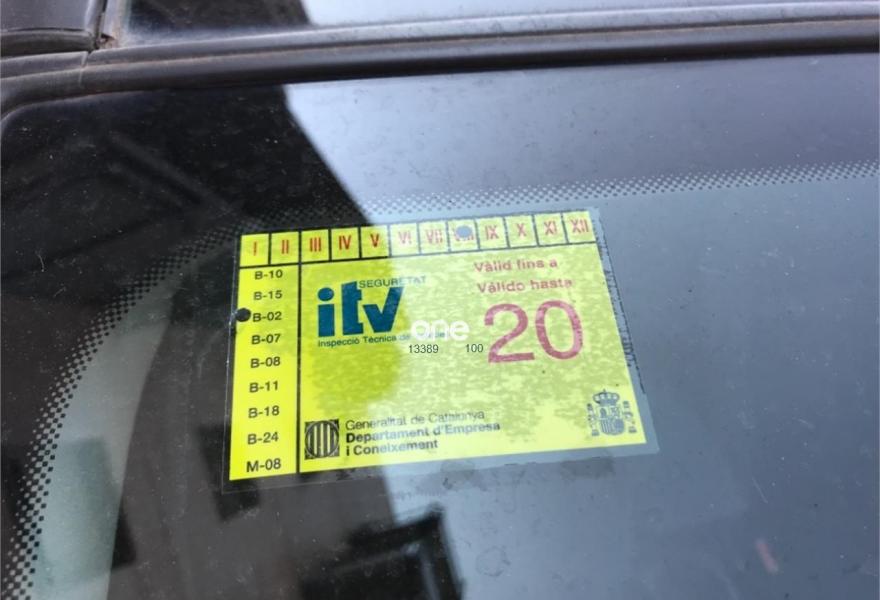 I II III IV V VI VII VIII IX X XI XII
B-10
B-15
B-02
B-07
B-08
B-11
B-18
B-24
M-08
SEGURETAT
itv
Inspecció Tècnica de
one
13389 100
Vàlid fins a
Válido hasta
20
Generalitat de Catalunya
Departament d'Empresa
i Coneixement